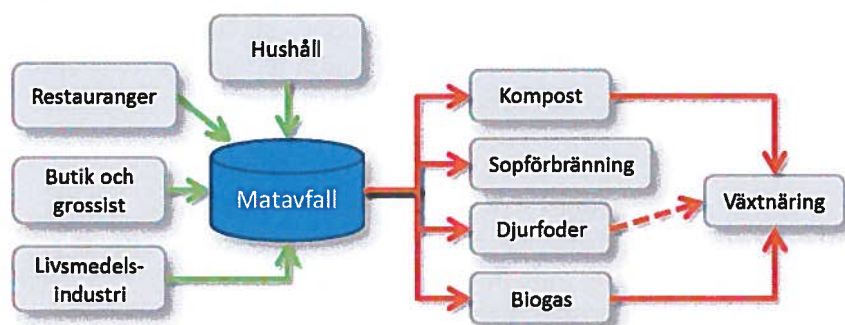 Hushåll
Restauranger
Butik och
grossist
Livsmedels-
industri
Matavfall
Kompost
Sopförbränning
Djurfoder
Biogas
Växtnäring